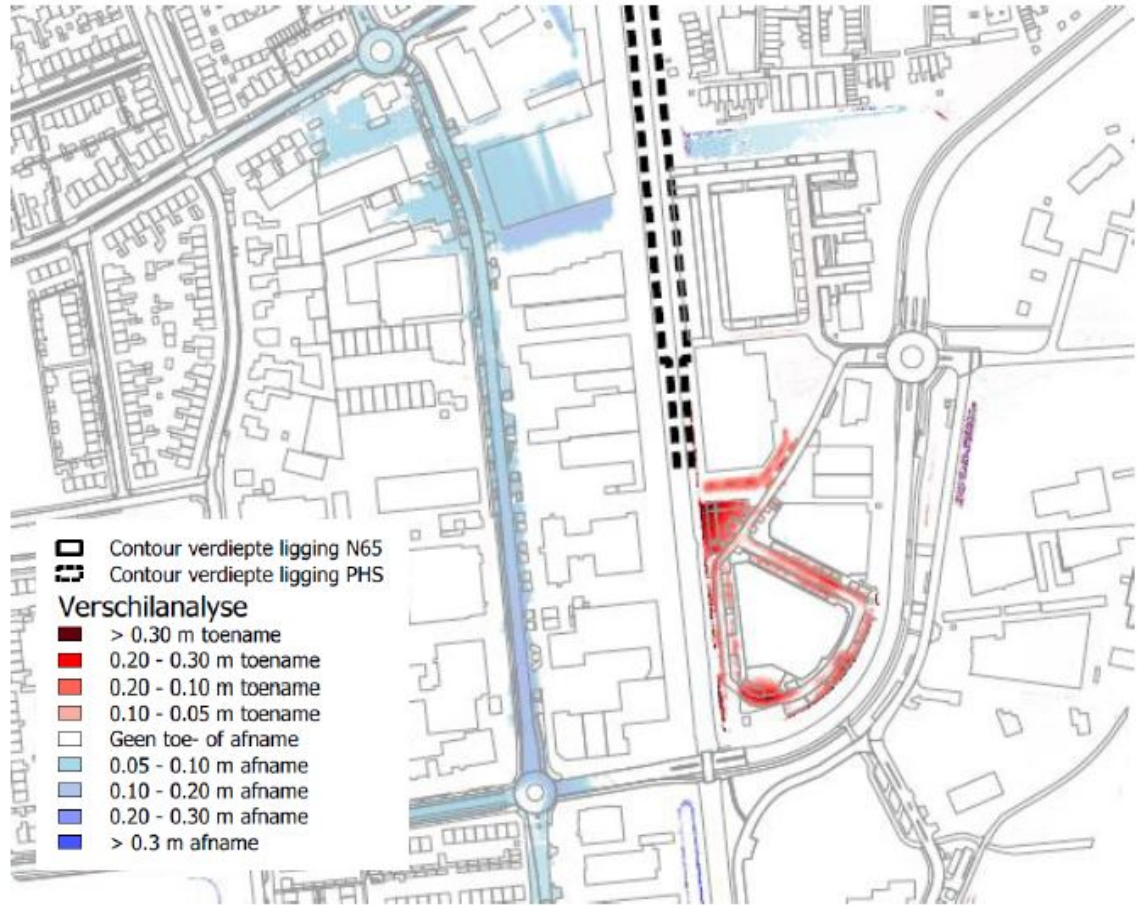 Contour verdiepte ligging N65
Contour verdiepte ligging PHS
Verschilanalyse
> 0.30 m toename
0.20 - 0.30 m toename
0.20 - 0.10 m toename
0.10 - 0.05 m toename
Geen toe- of afname
0.05 - 0.10 m afname
0.10 - 0.20 m afname
0.20 - 0.30 m afname
> 0.3 m afname